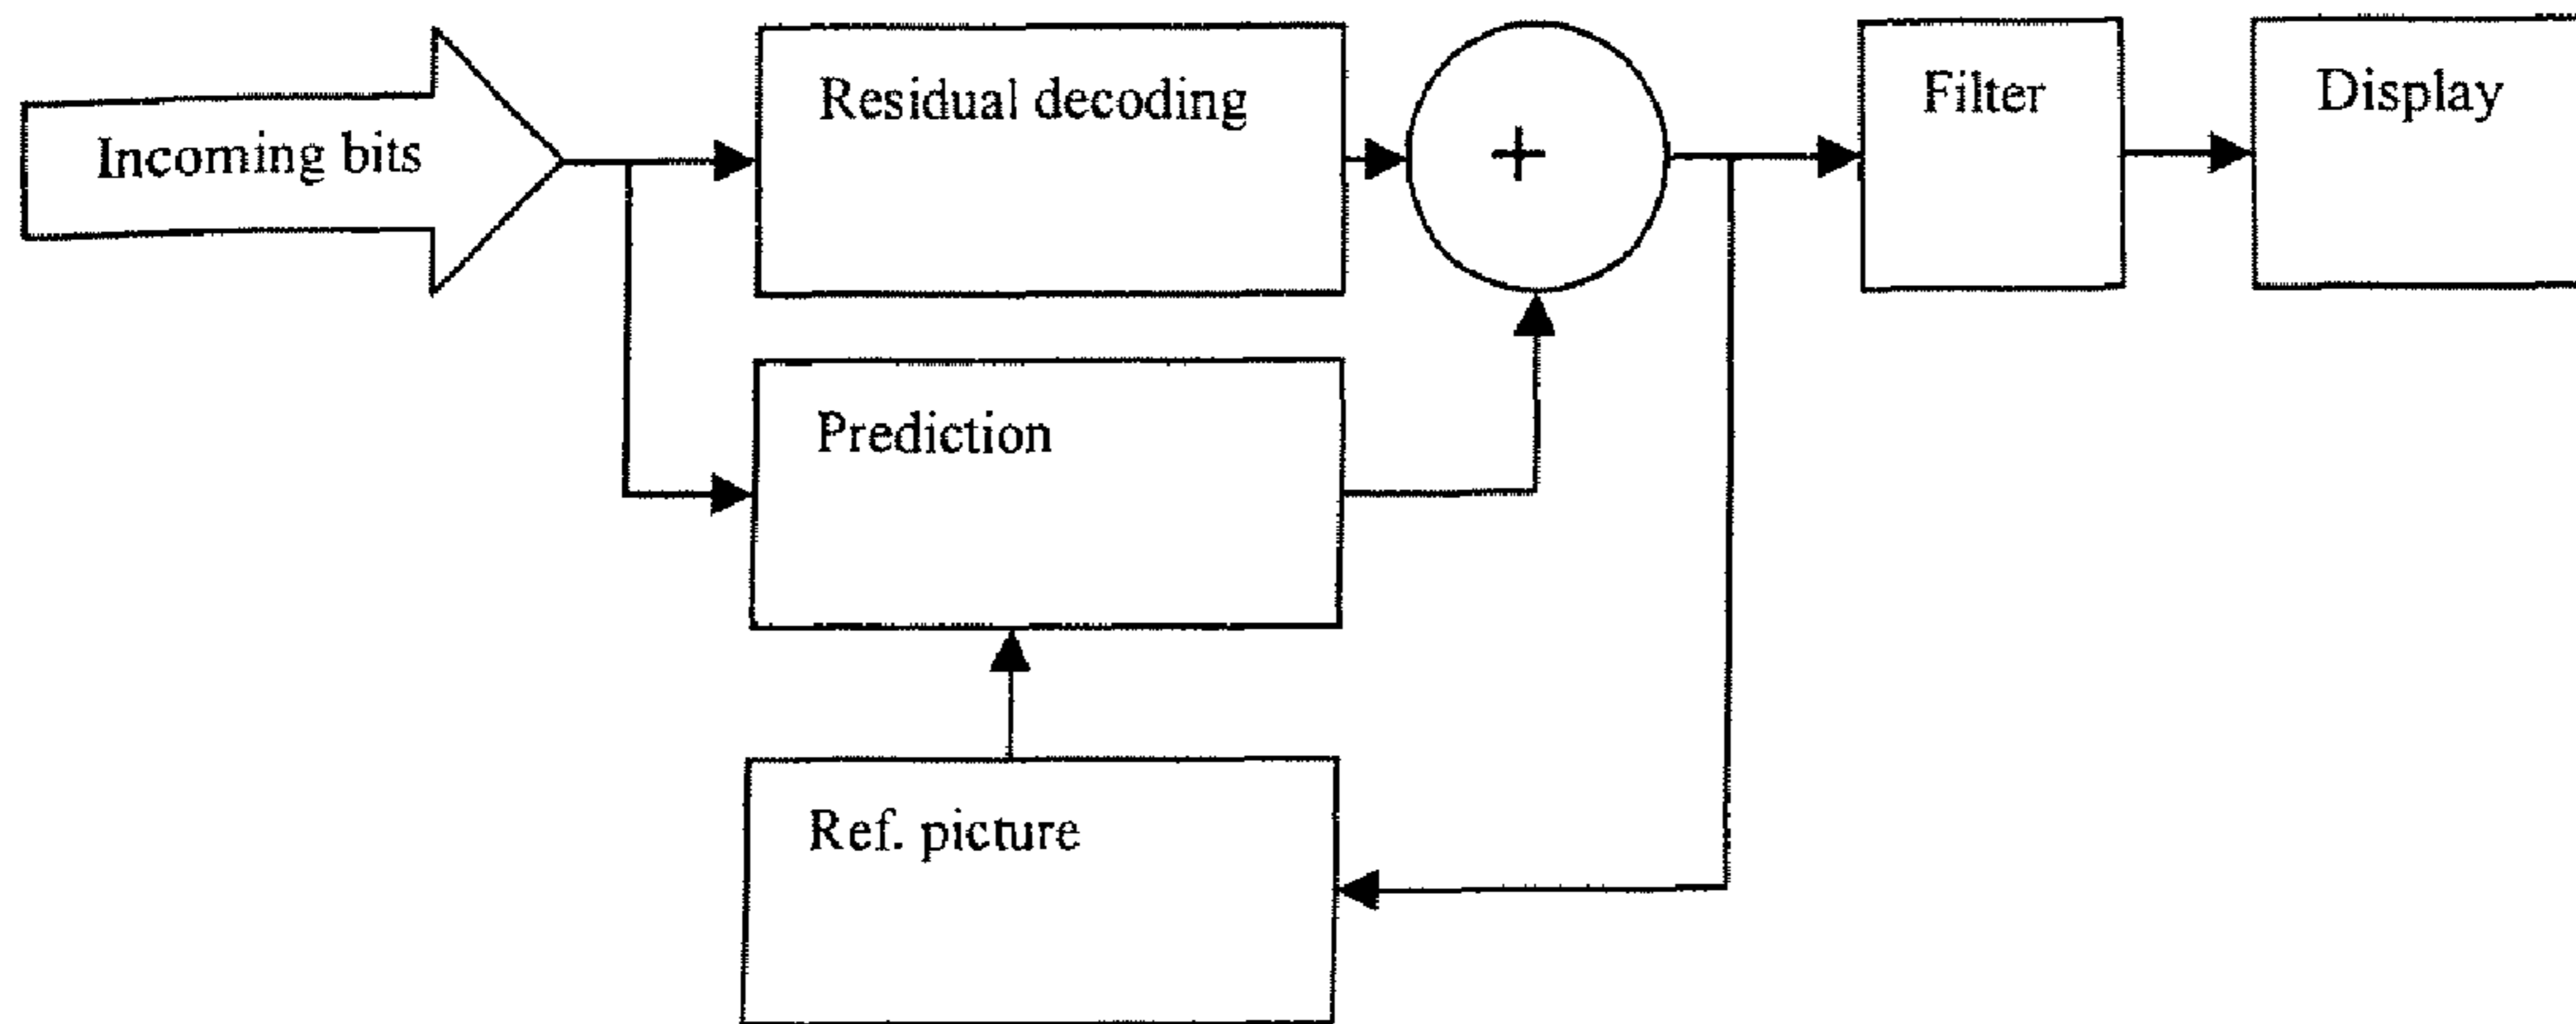 Incoming bits
Residual decoding
+
Filter
Display
Prediction
Ref. picture